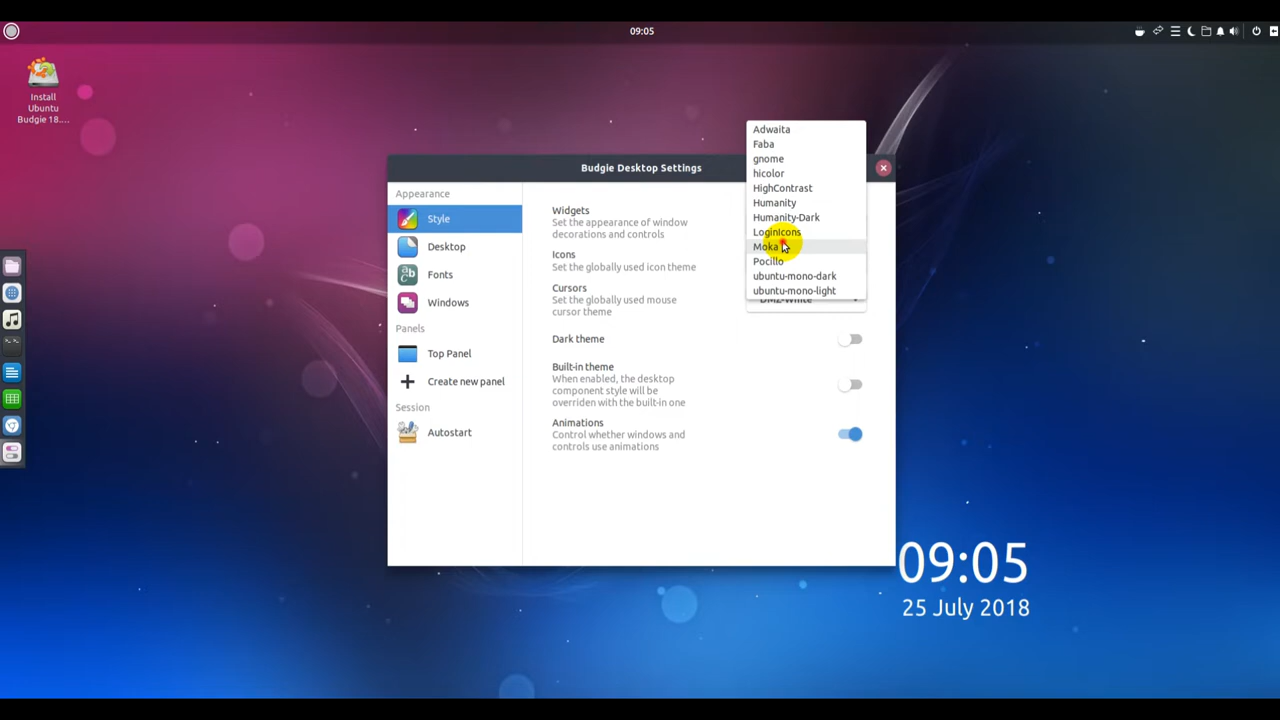 09:05
Install
Ubuntu
Budgie 18....
Budgie Desktop Settings
Appearance
Style
Desktop
Fonts
Windows
Panels
Top Panel
Create new panel
Session
Autostart
Widgets
Set the appearance of window
decorations and controls
Icons
Set the globally used icon theme
Cursors
Set the globally used mouse
cursor theme
Dark theme
Built-in theme
When enabled, the desktop
component style will be
overriden with the built-in one
Animations
Control whether windows and
controls use animations
Adwaita
Faba
gnome
hicolor
HighContrast
Humanity
Humanity-Dark
LoginIcons
Moka
Pocillo
ubuntu-mono-dark
ubuntu-mono-light
DMZ-White
09:05
25 July 2018